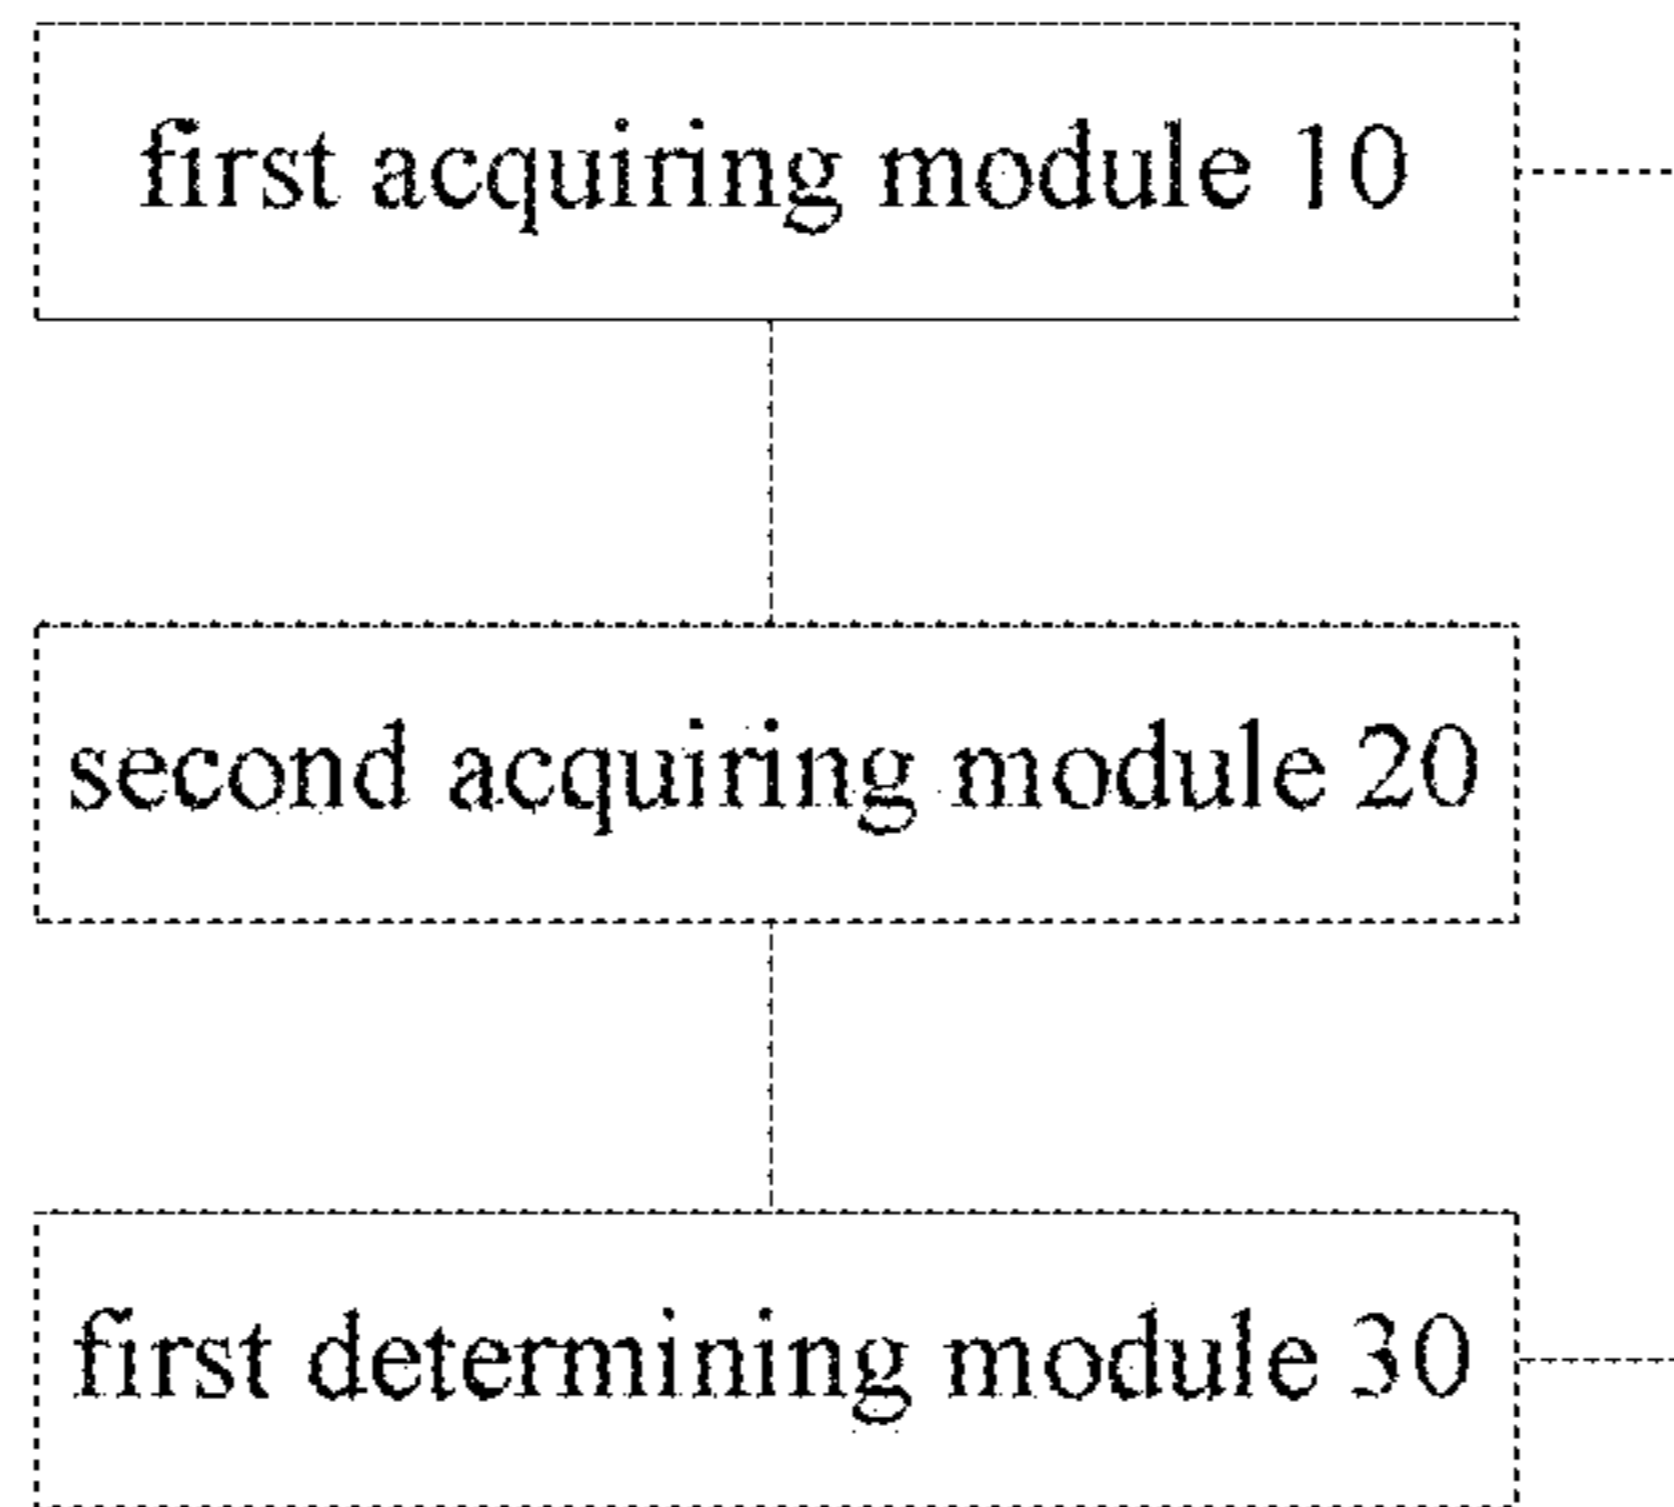 first acquiring module 10
second acquiring module 20
first determining module 30